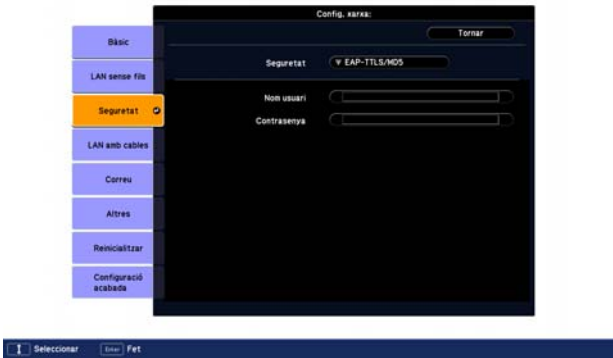 Config. xarxa:
Tornar
Bàsic
LAN sense fils
Seguretat
LAN amb cables
Correu
Altres
Reinicialitzar
Configuració
acabada
Seguretat EAP-TTLS/MD5
Nom usuari
Contrasenya
Seleccionar Enter Fet